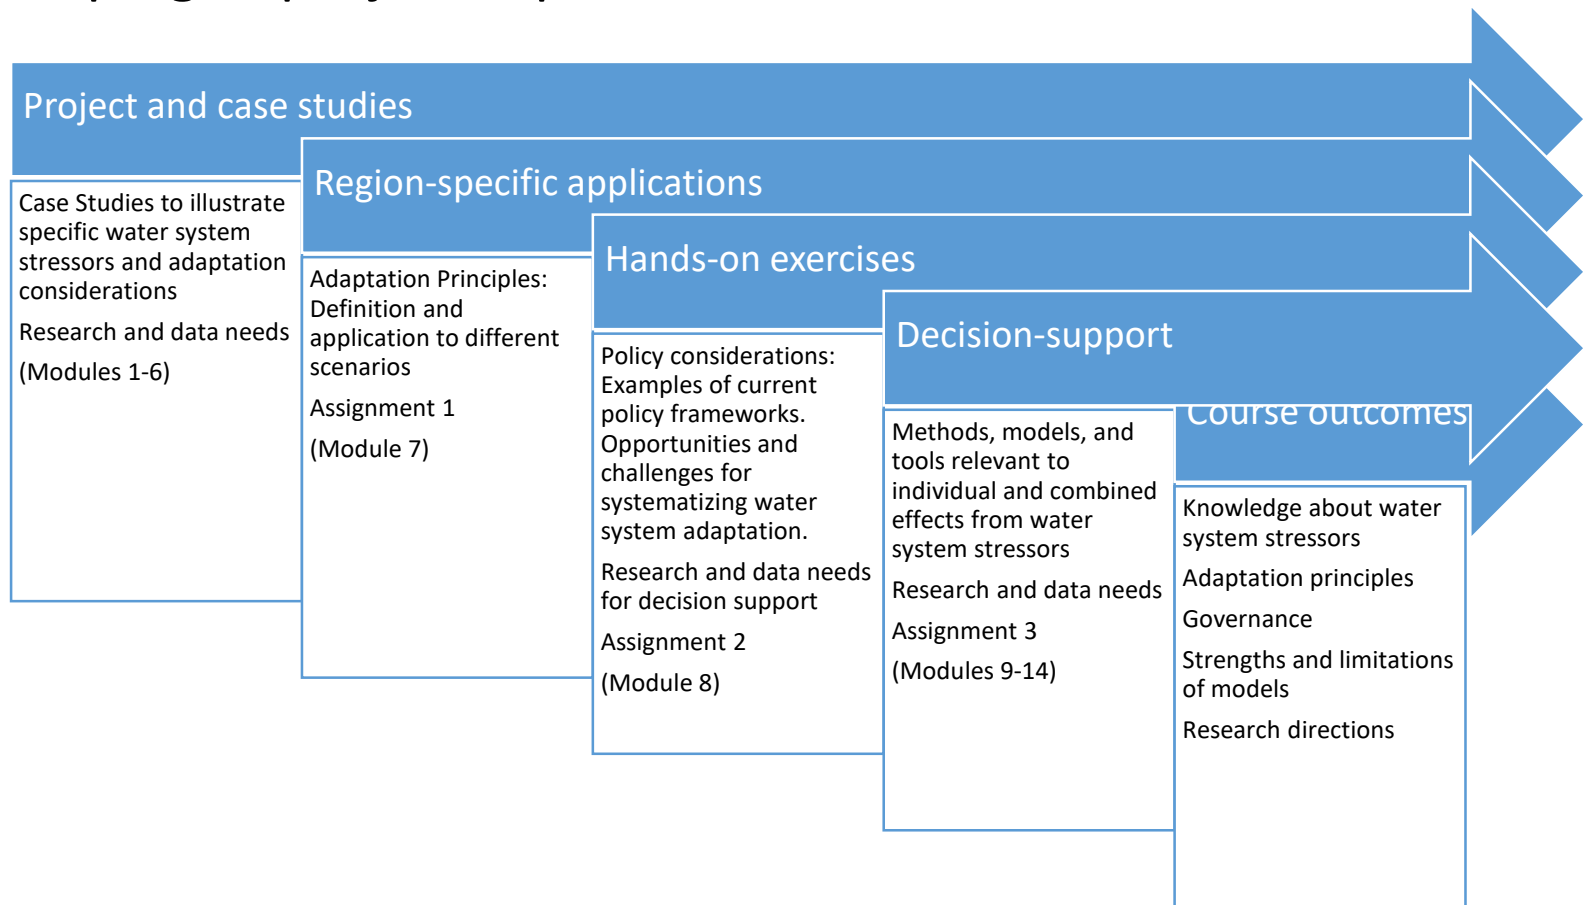 Project and case studies
Case Studies to illustrate
specific water system
stressors and adaptation
considerations
Research and data needs
(Modules 1-6)
Region-specific applications
Adaptation Principles:
Definition and
application to different
scenarios
Assignment 1
(Module 7)
Hands-on exercises
Policy considerations:
Examples of current
policy frameworks.
Opportunities and
challenges for
systematizing water
system adaptation.
Research and data needs
for decision support
Assignment 2
(Module 8)
Decision-support
Methods, models, and
tools relevant to
individual and combined
effects from water
system stressors
Research and data needs
Assignment 3
(Modules 9-14)
Course outcomes
Knowledge about water
system stressors
Adaptation principles
Governance
Strengths and limitations
of models
Research directions